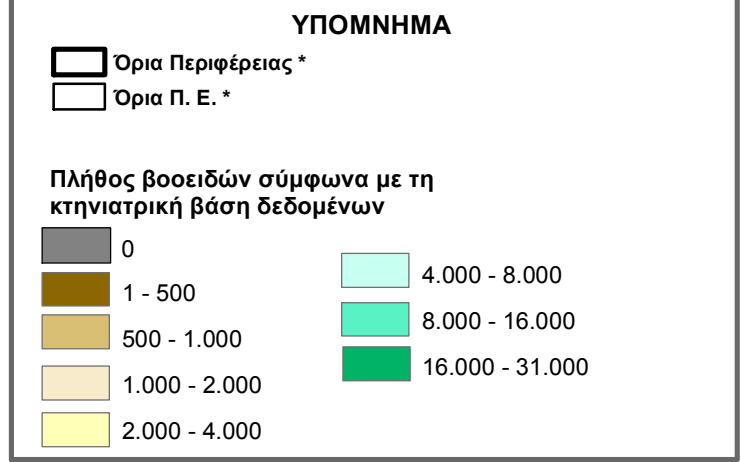 ΥΠΟΜΝΗΜΑ
Όρια Περιφέρειας *
Όρια Π. Ε. *
Πλήθος βοοειδών σύμφωνα με τη
κτηνιατρική βάση δεδομένων
0
1 - 500
500 - 1.000
1.000 - 2.000
2.000 - 4.000
4.000 - 8.000
8.000 - 16.000
16.000 - 31.000